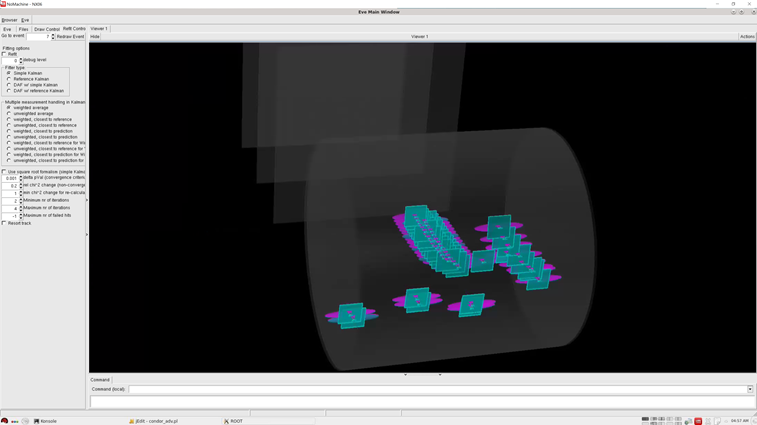 NoMachine - NX06
Eve Main Window
Browser Eve
Eve Files Draw Control Refit Control
Viewer 1
Go to event 7 Redraw Event
Hide Viewer 1 Actions
Fitting options
Refit
0 debug level
Fitter type
Simple Kalman
Reference Kalman
DAF w/ simple Kalman
DAF w/ reference Kalman
Multiple measurement handling in Kalman
weighted average
unweighted average
weighted, closest to reference
unweighted, closest to reference
weighted, closest to prediction
unweighted, closest to prediction
weighted, closest to reference for Wi
unweighted, closest to reference for
weighted, closest to prediction for Wi
unweighted, closest to prediction for
Use square root formalism (simple Kalm
0.001 delta pVal (convergence criteri
0.2 rel chi^2 change (non-converge
1 min chi^2 change for re-calcula
2 Minimum nr of iterations
4 Maximum nr of iterations
-1 Maximum nr of failed hits
Resort track
Command
Command (local):
Konsole
jEdit - condor_adv.pl
ROOT
04:57 AM